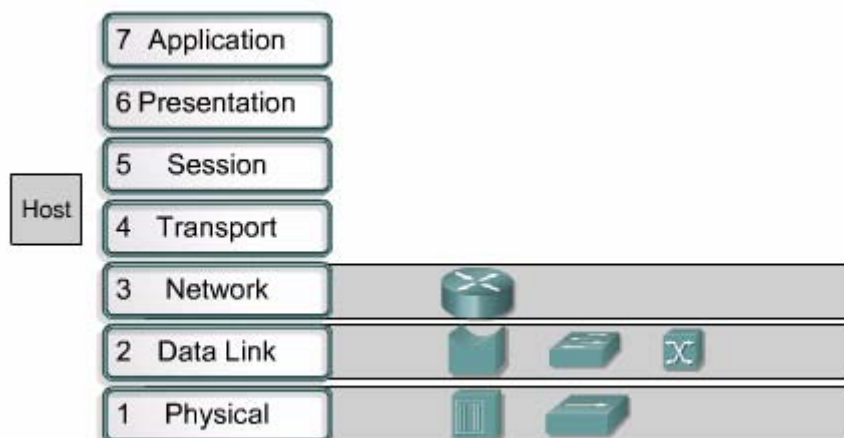 7 Application
6 Presentation
5 Session
Host
4 Transport
3 Network
2 Data Link
1 Physical